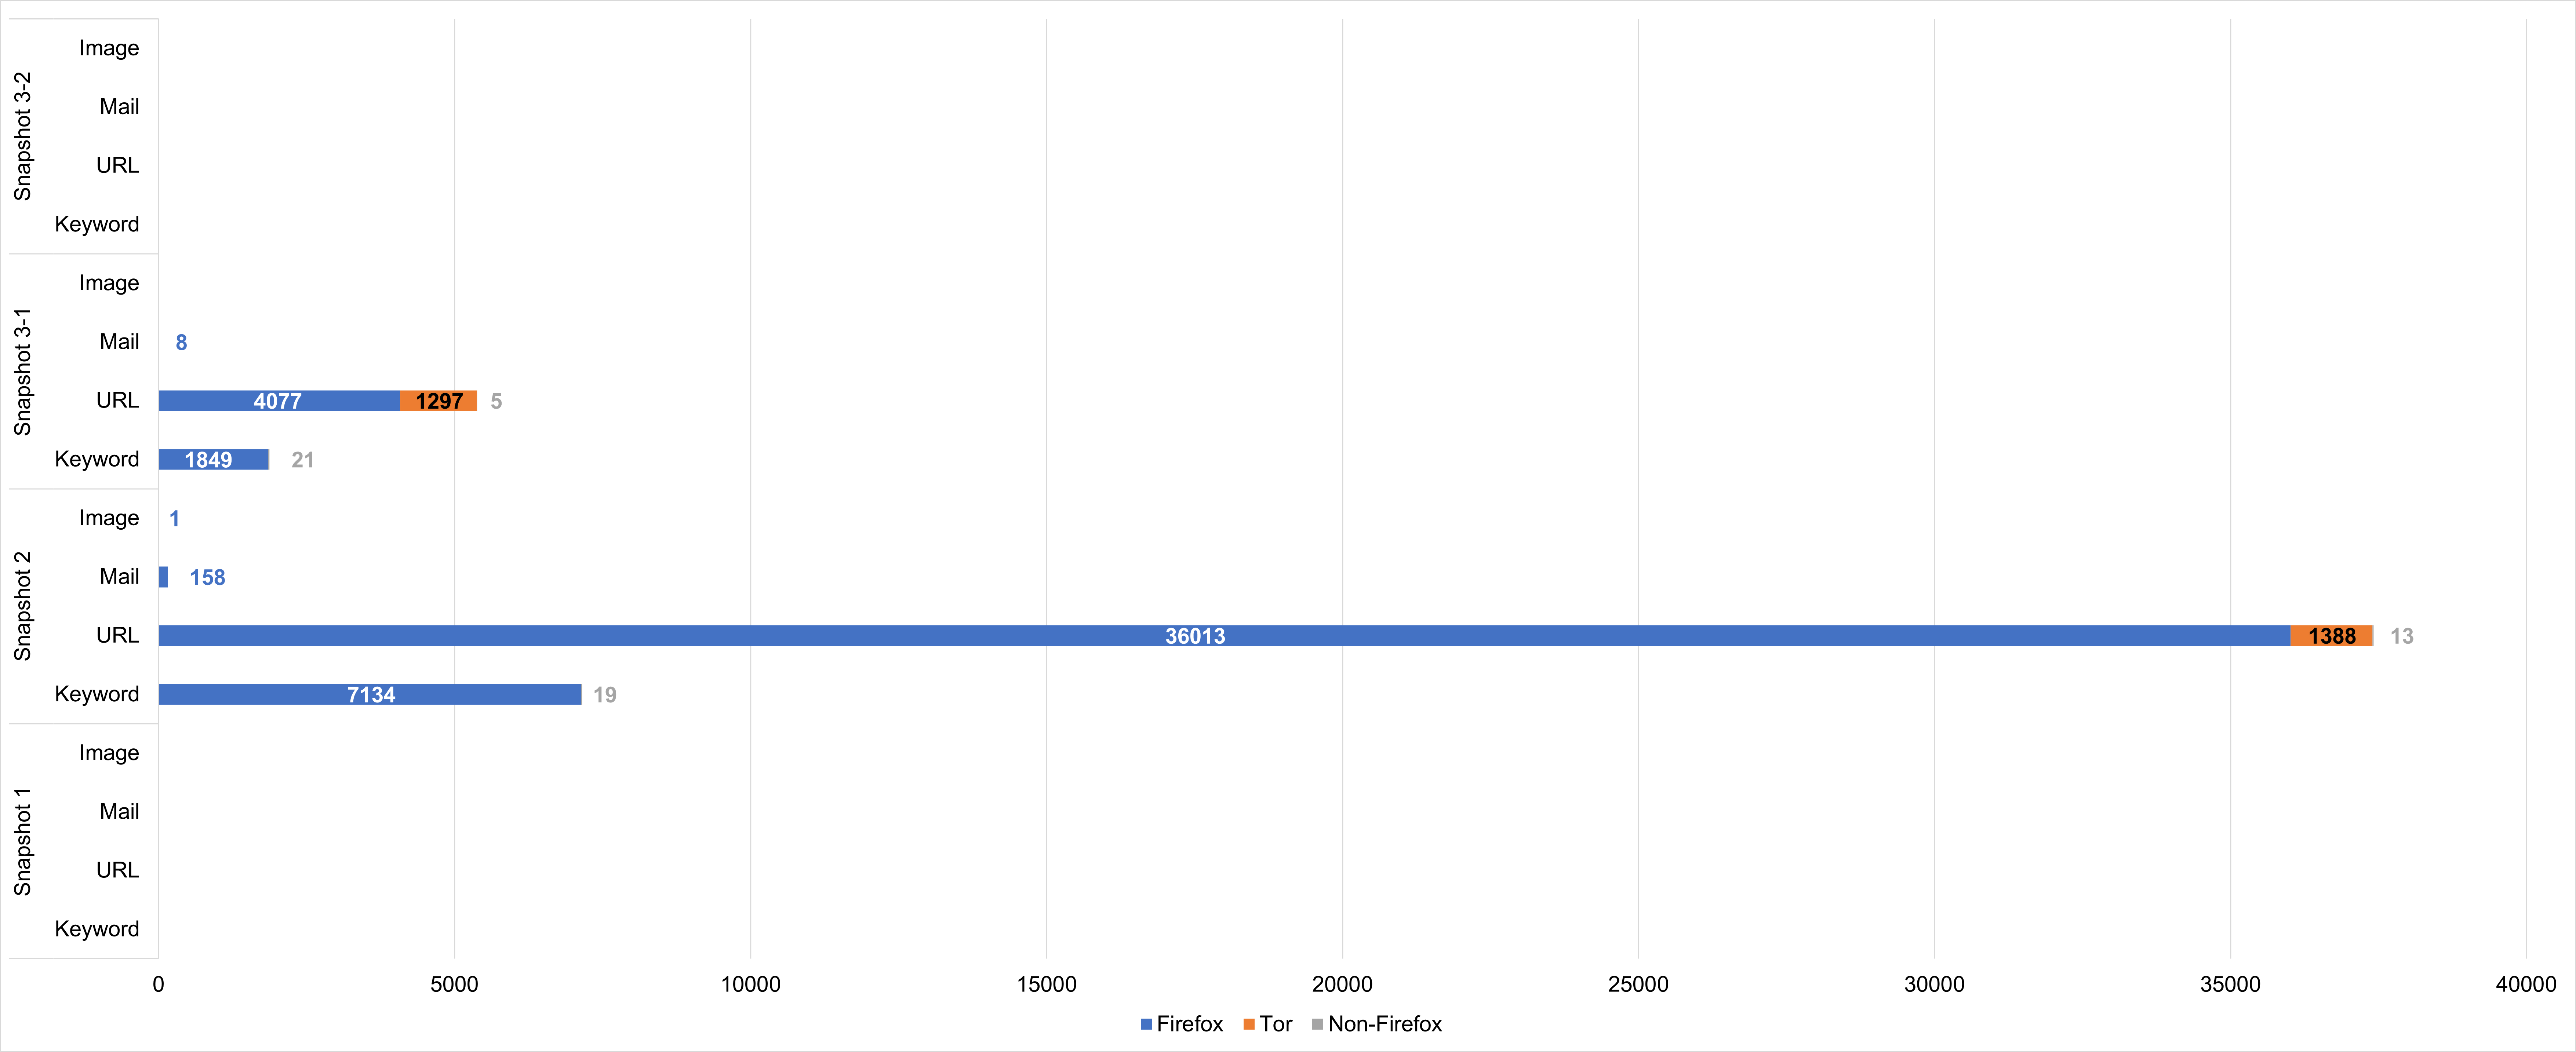 Snapshot 3-2
Image
Mail
URL
Keyword
Snapshot 3-1
Image
Mail 8
URL 4077 1297 5
Keyword 1849 21
Snapshot 2
Image 1
Mail 158
URL 36013 1388 13
Keyword 7134 19
Snapshot 1
Image
Mail
URL
Keyword
0 5000 10000 15000 20000 25000 30000 35000 40000
Firefox Tor Non-Firefox